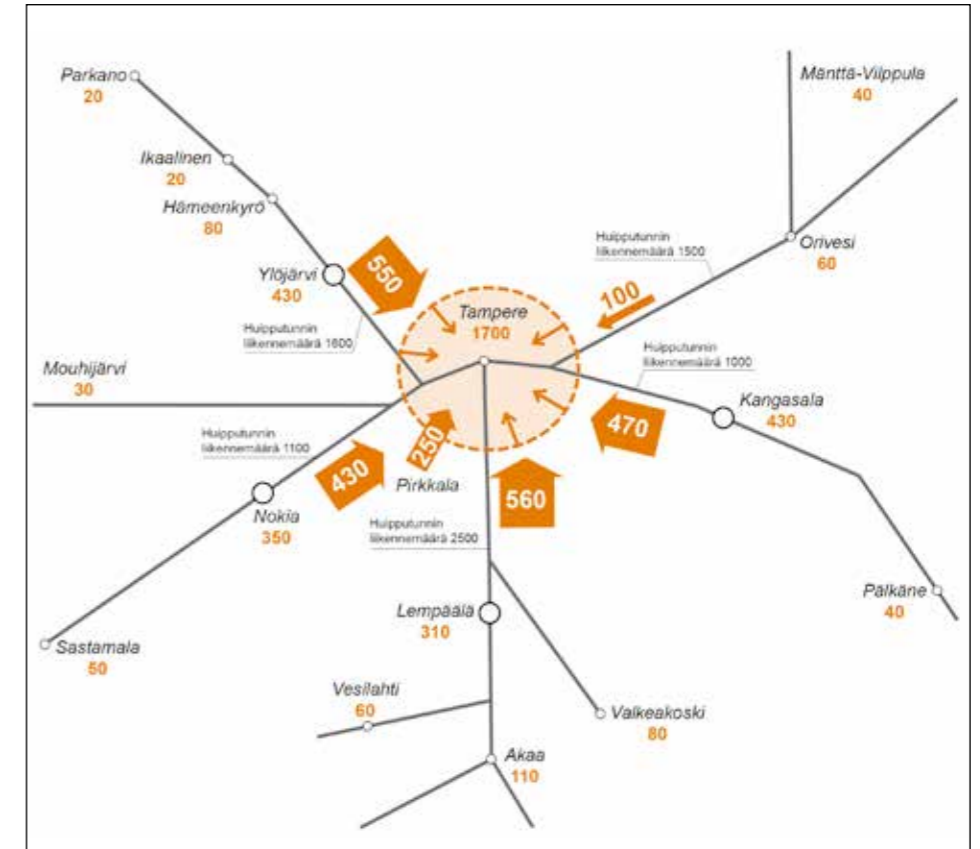 Parkano
20
Ikaalinen
20
Hämeenkyrö
80
Ylöjärvi
430
550
Huipputunnin
liikennemäärä 1600
Mouhijärvi
30
Huipputunnin
liikennemäärä 1100
430
Nokia
350
Sastamala
50
Tampere
1700
250
Pirkkala
Huipputunnin
liikennemäärä 2500
560
Lempäälä
310
Vesilahti
60
Akaa
110
Valkeakoski
80
Mänttä-Vilppula
40
Orivesi
60
Huipputunnin
liikennemäärä 1500
100
Huipputunnin
liikennemäärä 1000
470
Kangasala
430
Pälkäne
40